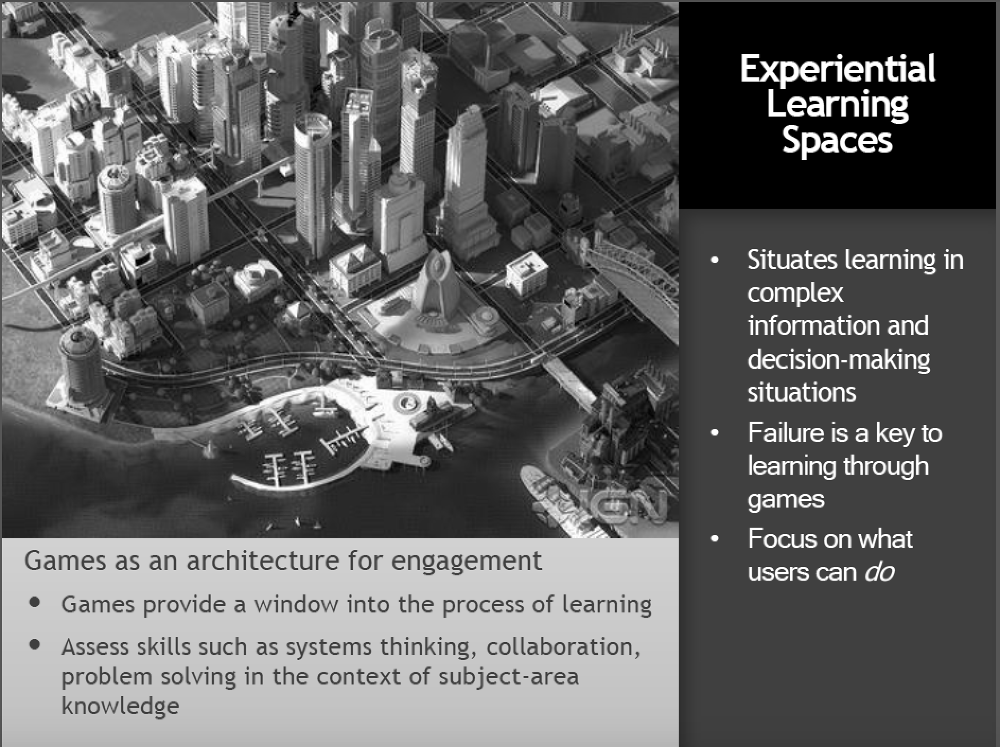 Experiential
Learning
Spaces
• Situates learning in
complex
information and
decision-making
situations
• Failure is a key to
learning through
games
• Focus on what
users can do
IGN
Games as an architecture for engagement
• Games provide a window into the process of learning
• Assess skills such as systems thinking, collaboration,
problem solving in the context of subject-area
knowledge